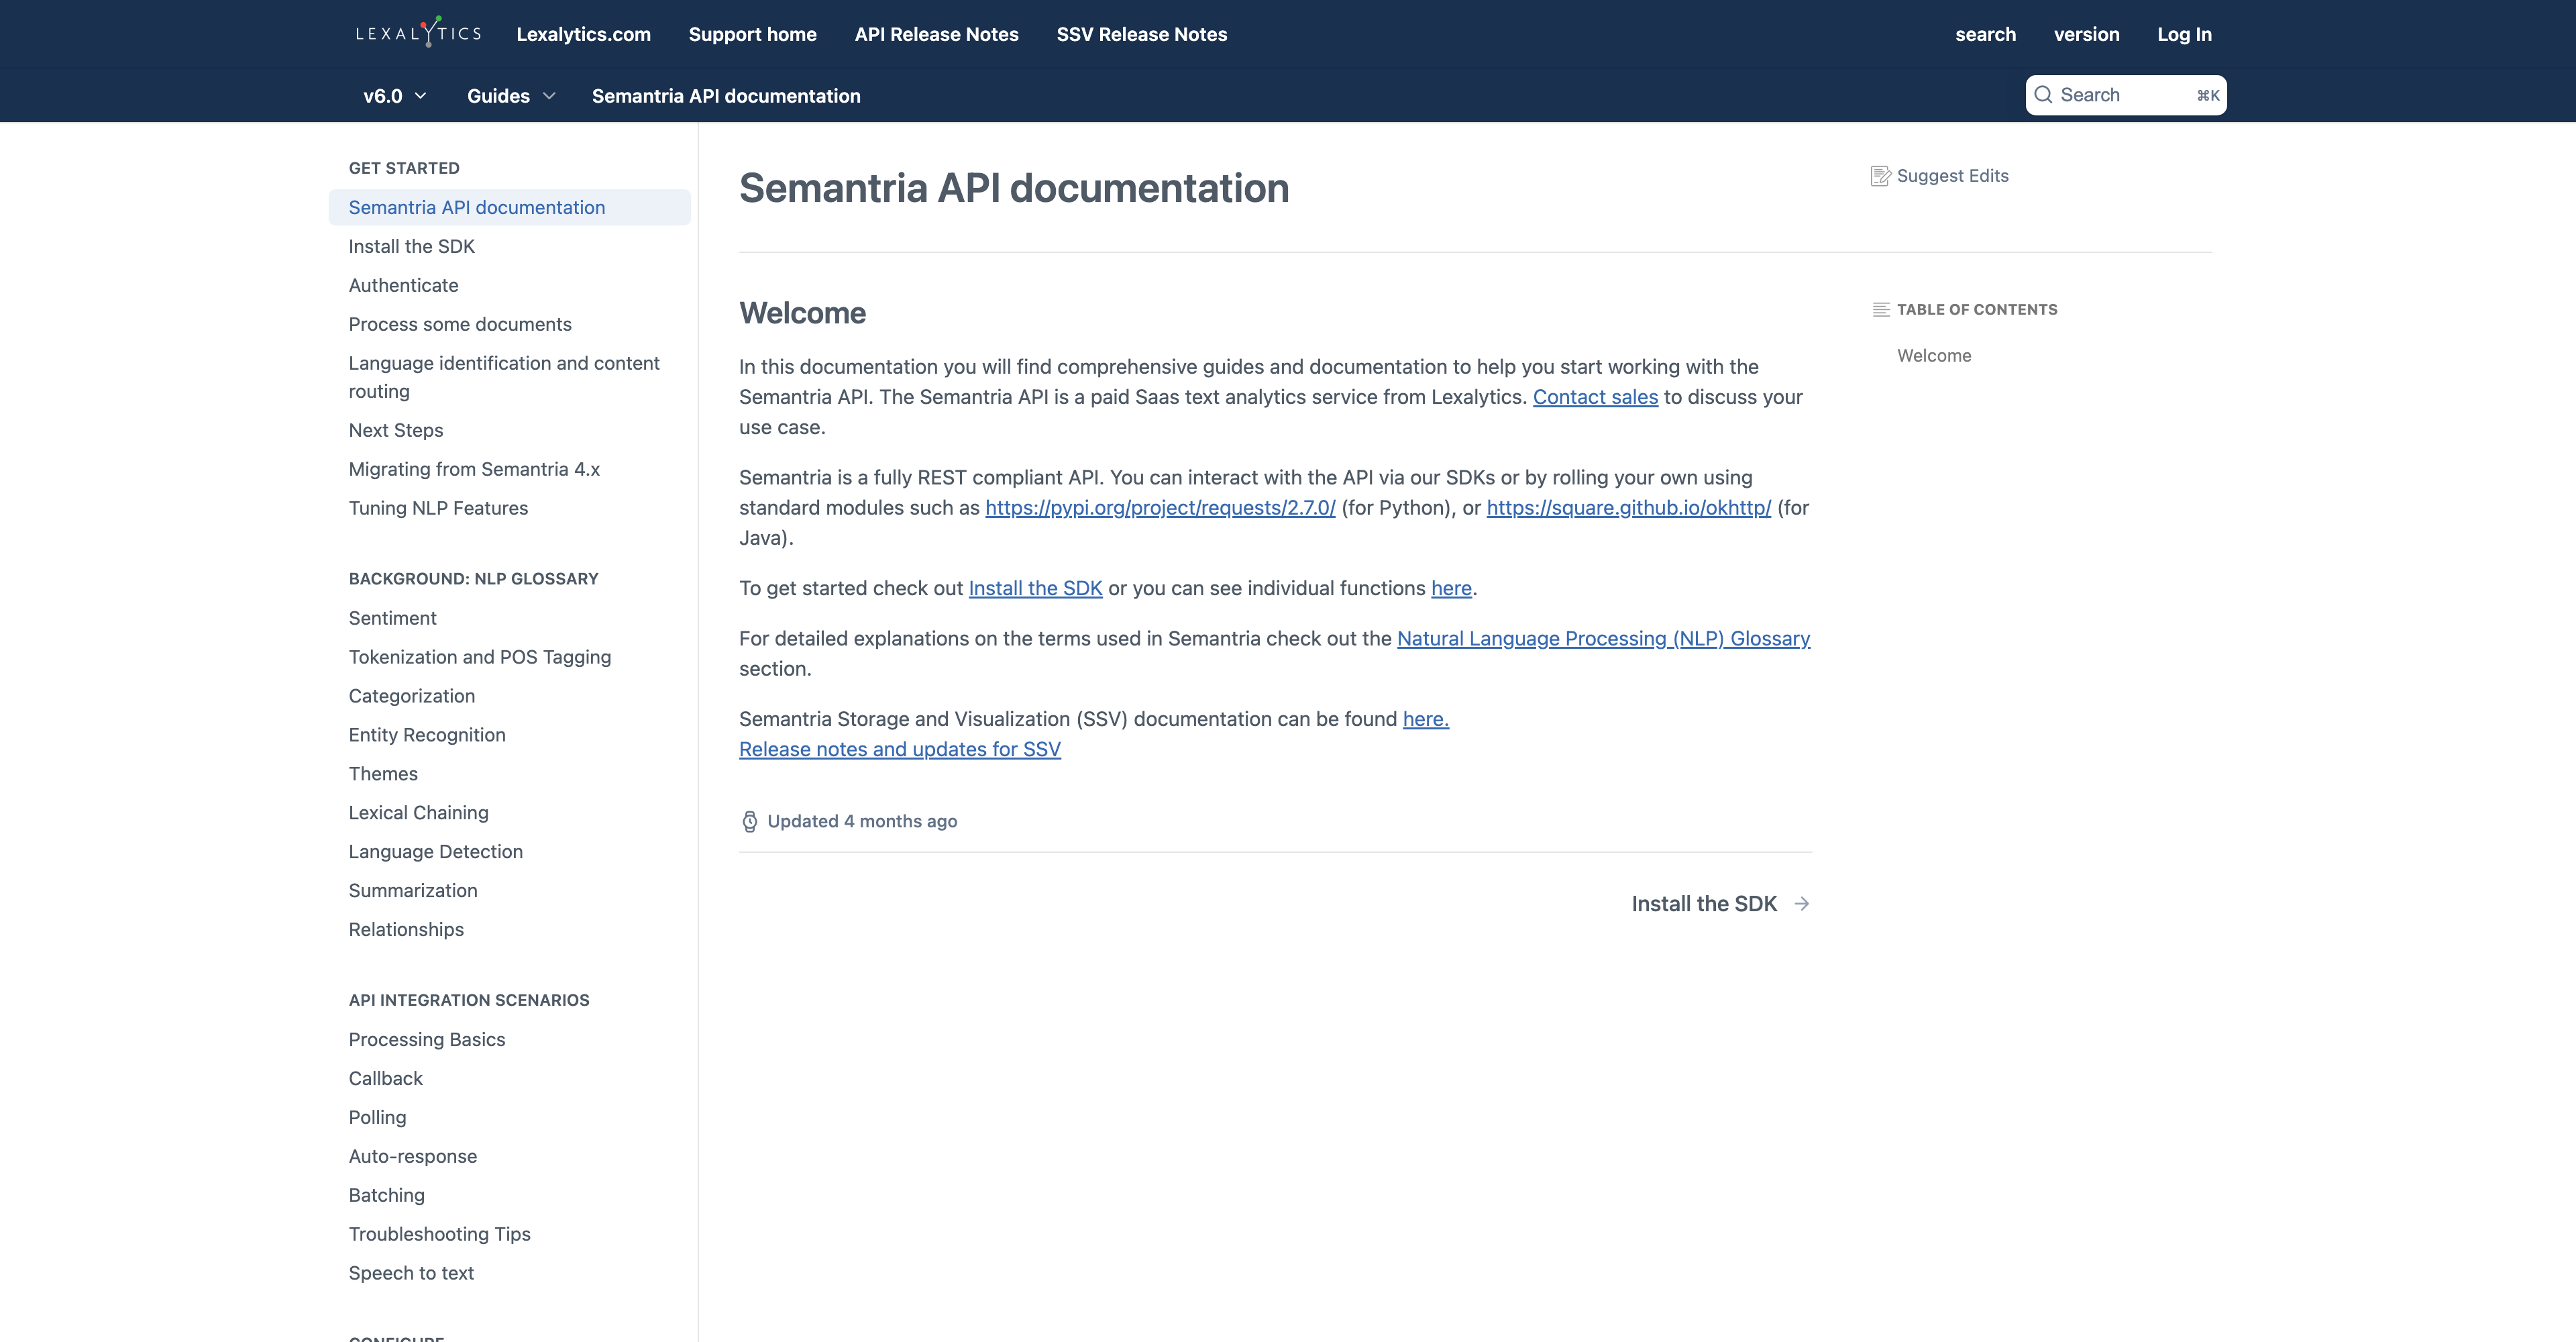 LEXALYTICS Lexalytics.com Support home API Release Notes SSV Release Notes search version Log In
v6.0 Guides Semantria API documentation Search ⌘K
GET STARTED
Semantria API documentation
Install the SDK
Authenticate
Process some documents
Language identification and content
routing
Next Steps
Migrating from Semantria 4.x
Tuning NLP Features
BACKGROUND: NLP GLOSSARY
Sentiment
Tokenization and POS Tagging
Categorization
Entity Recognition
Themes
Lexical Chaining
Language Detection
Summarization
Relationships
API INTEGRATION SCENARIOS
Processing Basics
Callback
Polling
Auto-response
Batching
Troubleshooting Tips
Speech to text
CONFIGURE
Semantria API documentation
Suggest Edits
Welcome
In this documentation you will find comprehensive guides and documentation to help you start working with the
Semantria API. The Semantria API is a paid Saas text analytics service from Lexalytics. Contact sales to discuss your
use case.
Semantria is a fully REST compliant API. You can interact with the API via our SDKs or by rolling your own using
standard modules such as https://pypi.org/project/requests/2.7.0/ (for Python), or https://square.github.io/okhttp/ (for
Java).
To get started check out Install the SDK or you can see individual functions here.
For detailed explanations on the terms used in Semantria check out the Natural Language Processing (NLP) Glossary
section.
Semantria Storage and Visualization (SSV) documentation can be found here.
Release notes and updates for SSV
Updated 4 months ago
Install the SDK →
TABLE OF CONTENTS
Welcome